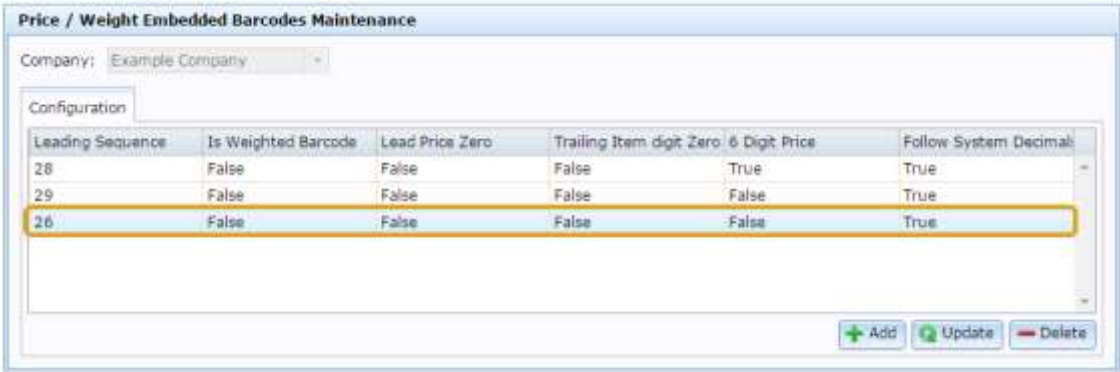 Price / Weight Embedded Barcodes Maintenance
Company: Example Company
Configuration
Leading Sequence Is Weighted Barcode Lead Price Zero Trailing Item digit Zero 6 Digit Price Follow System Decimals
28 False False False True True
29 False False False False True
26 False False False False True
Add Update Delete